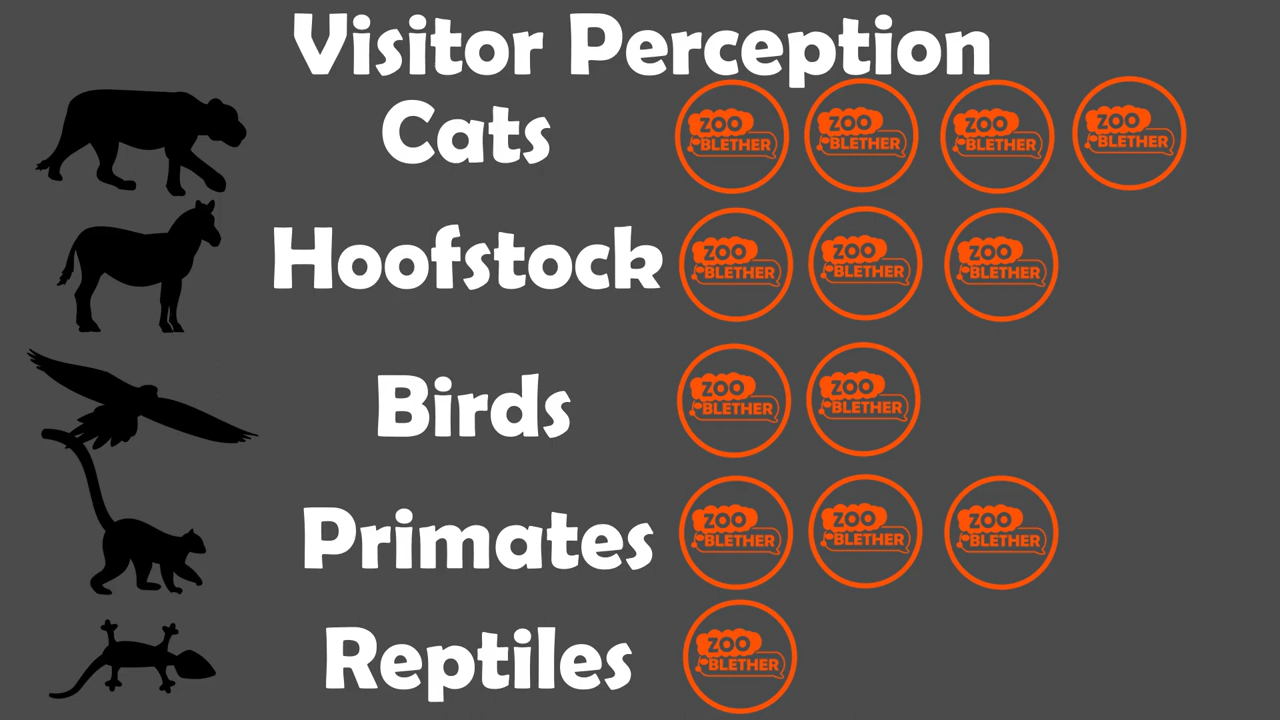 Visitor Perception
Cats
ZOO BLETHER ZOO BLETHER ZOO BLETHER ZOO BLETHER
Hoofstock
ZOO BLETHER ZOO BLETHER ZOO BLETHER
Birds
ZOO BLETHER ZOO BLETHER
Primates
ZOO BLETHER ZOO BLETHER ZOO BLETHER
Reptiles
ZOO BLETHER